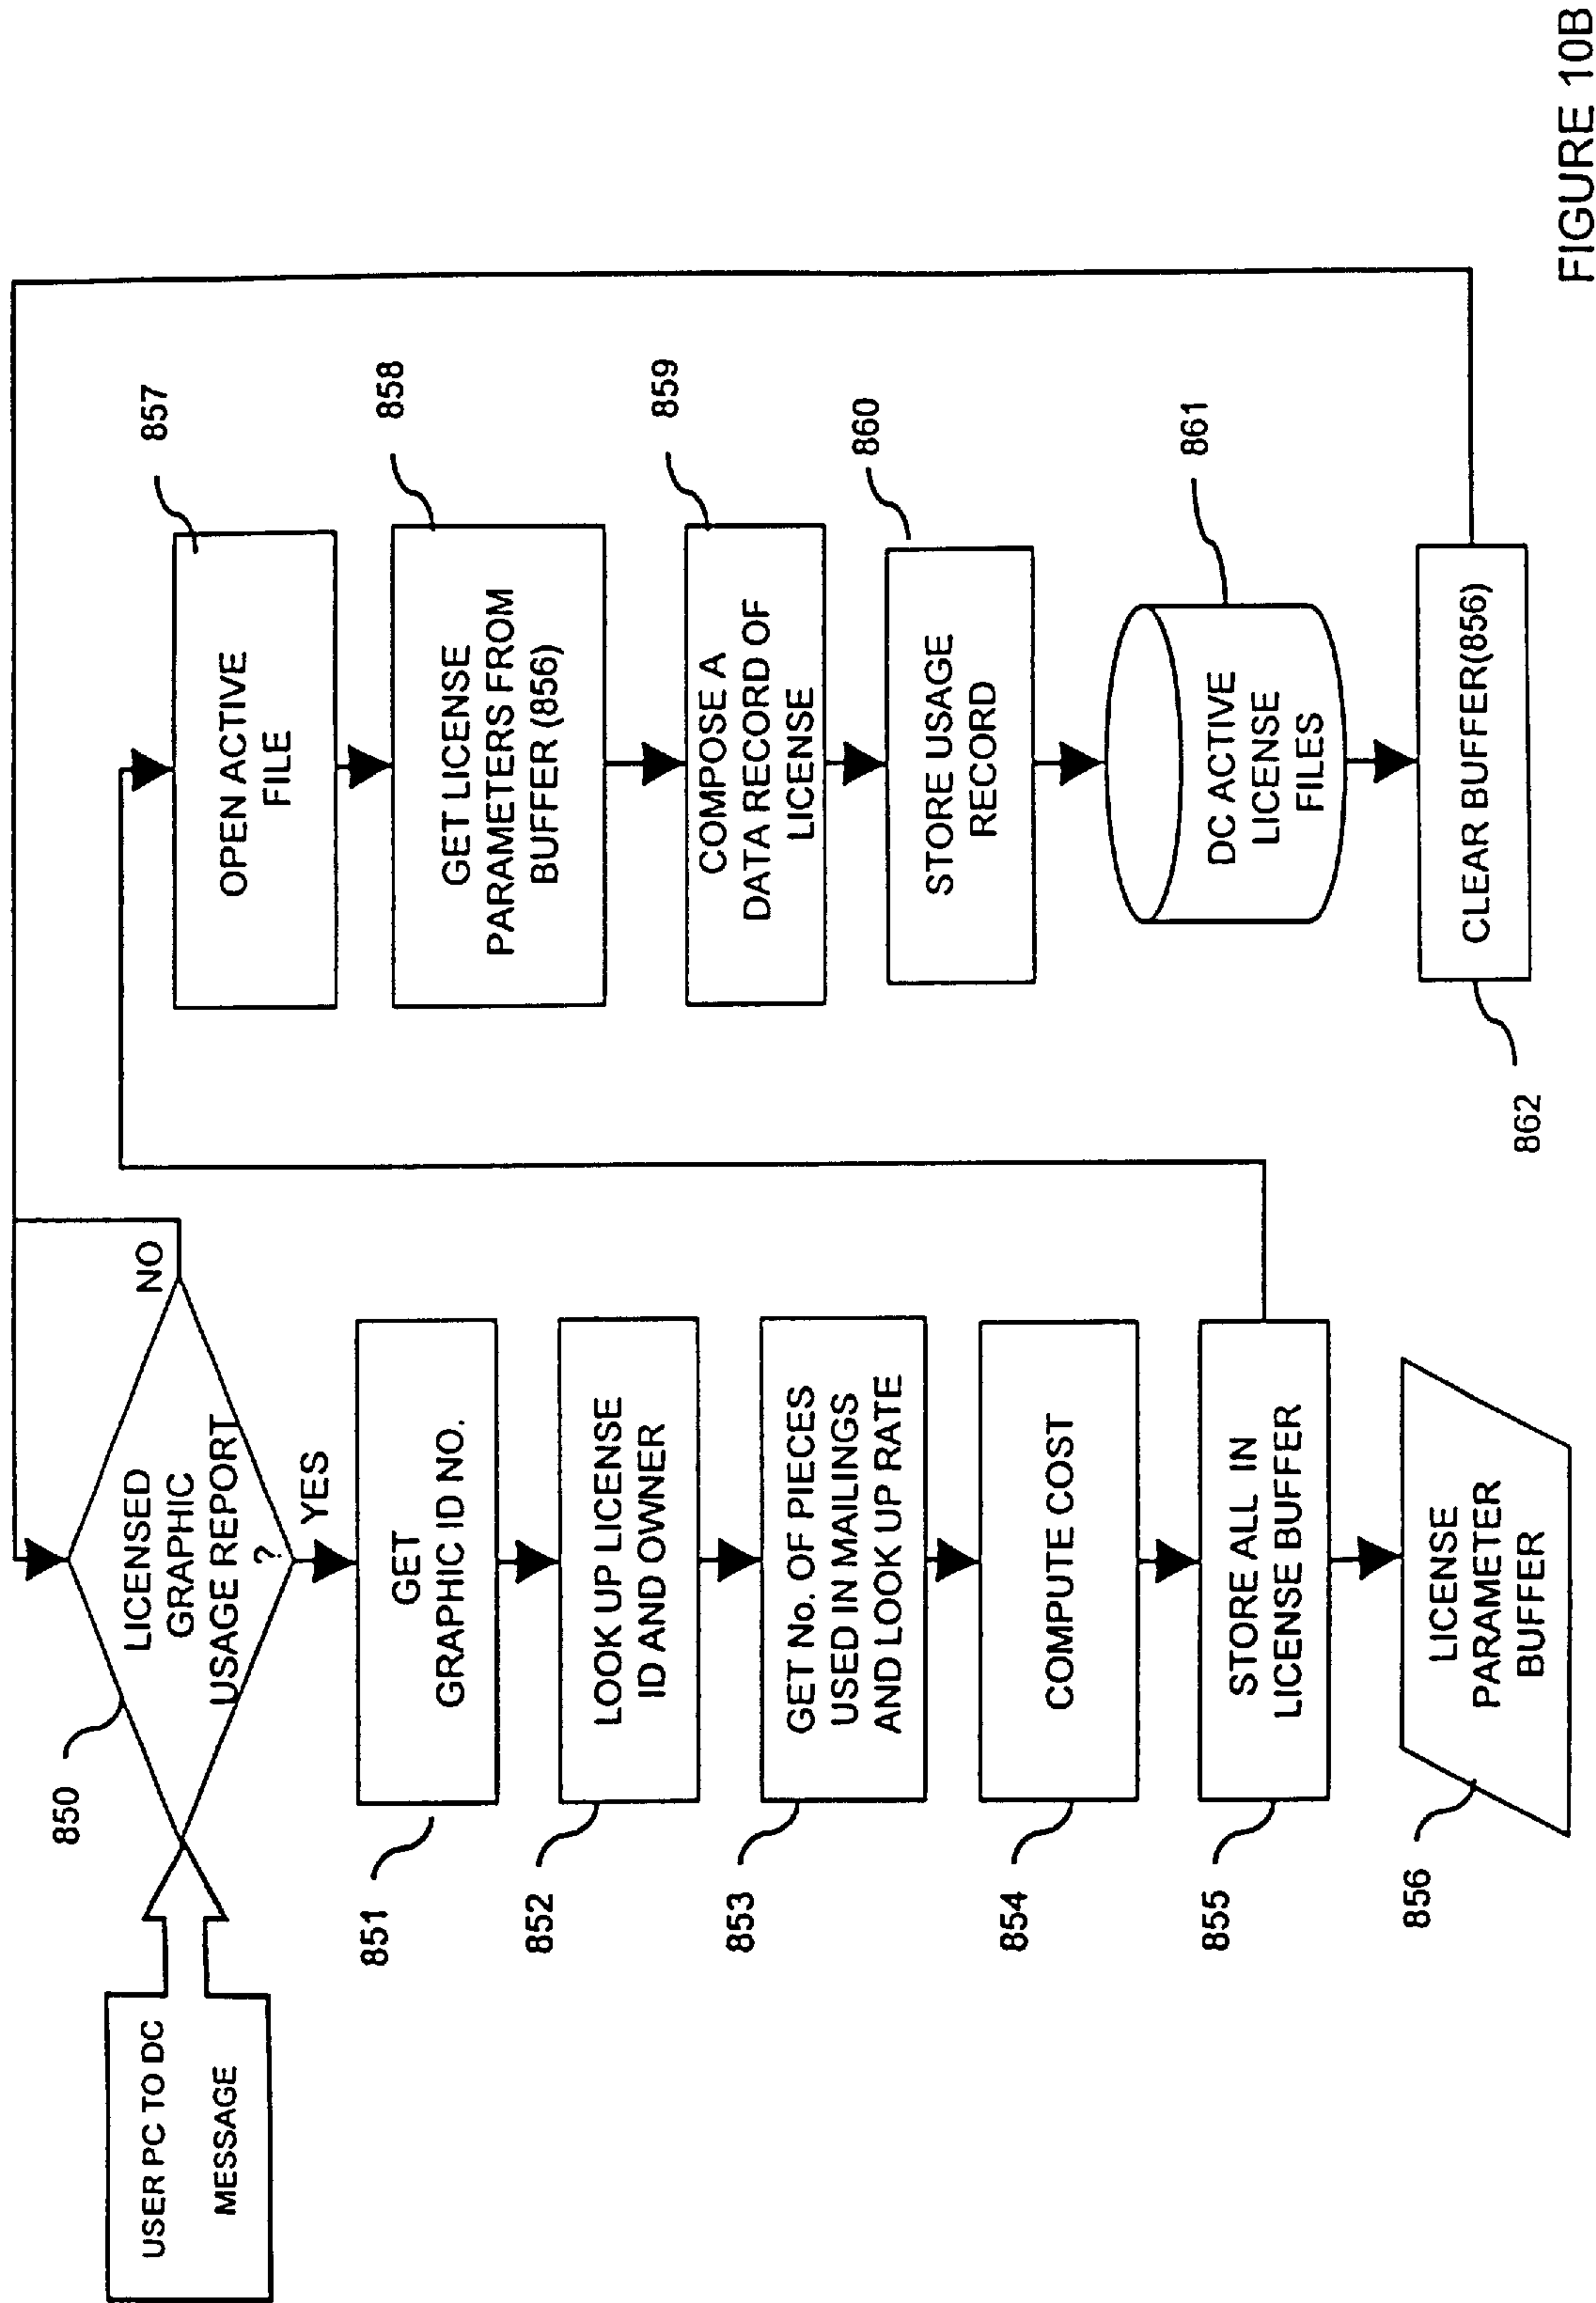 USER PC TO DC
MESSAGE
850
LICENSED
GRAPHIC
USAGE REPORT
?
NO
YES
851
GET
GRAPHIC ID NO.
852
LOOK UP LICENSE
ID AND OWNER
853
GET No. OF PIECES
USED IN MAILINGS
AND LOOK UP RATE
854
COMPUTE COST
855
STORE ALL IN
LICENSE BUFFER
856
LICENSE
PARAMETER
BUFFER
857
OPEN ACTIVE
FILE
858
GET LICENSE
PARAMETERS FROM
BUFFER (856)
859
COMPOSE A
DATA RECORD OF
LICENSE
860
STORE USAGE
RECORD
861
DC ACTIVE
LICENSE
FILES
862
CLEAR BUFFER(856)
FIGURE 10B